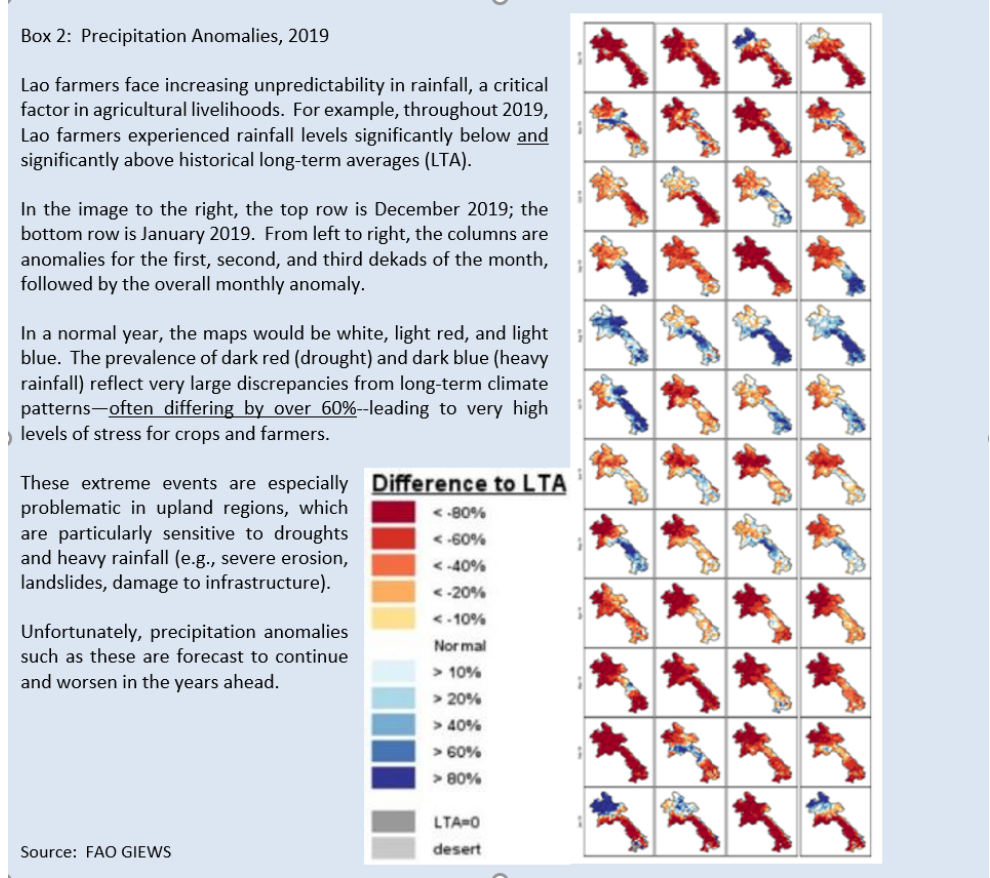 Box 2: Precipitation Anomalies, 2019
Lao farmers face increasing unpredictability in rainfall, a critical
factor in agricultural livelihoods. For example, throughout 2019,
Lao farmers experienced rainfall levels significantly below and
significantly above historical long-term averages (LTA).
In the image to the right, the top row is December 2019; the
bottom row is January 2019. From left to right, the columns are
anomalies for the first, second, and third dekads of the month,
followed by the overall monthly anomaly.
In a normal year, the maps would be white, light red, and light
blue. The prevalence of dark red (drought) and dark blue (heavy
rainfall) reflect very large discrepancies from long-term climate
patterns—often differing by over 60%--leading to very high
levels of stress for crops and farmers.
These extreme events are especially
problematic in upland regions, which
are particularly sensitive to droughts
and heavy rainfall (e.g., severe erosion,
landslides, damage to infrastructure).
Unfortunately, precipitation anomalies
such as these are forecast to continue
and worsen in the years ahead.
Source: FAO GIEWS
Difference to LTA
< -80%
< -60%
< -40%
< -20%
< -10%
Normal
> 10%
> 20%
> 40%
> 60%
> 80%
LTA=0
desert